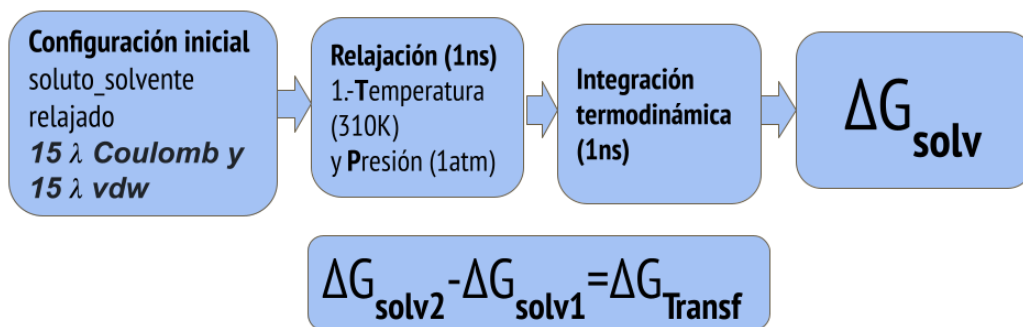 Configuración inicial
soluto_solvente
relajado
15 λ Coulomb y
15 λ vdw
Relajación (1ns)
1.-Temperatura
(310K)
y Presión (1atm)
Integración
termodinámica
(1ns)
ΔGsolv
ΔGsolv2-ΔGsolv1=ΔGTransf